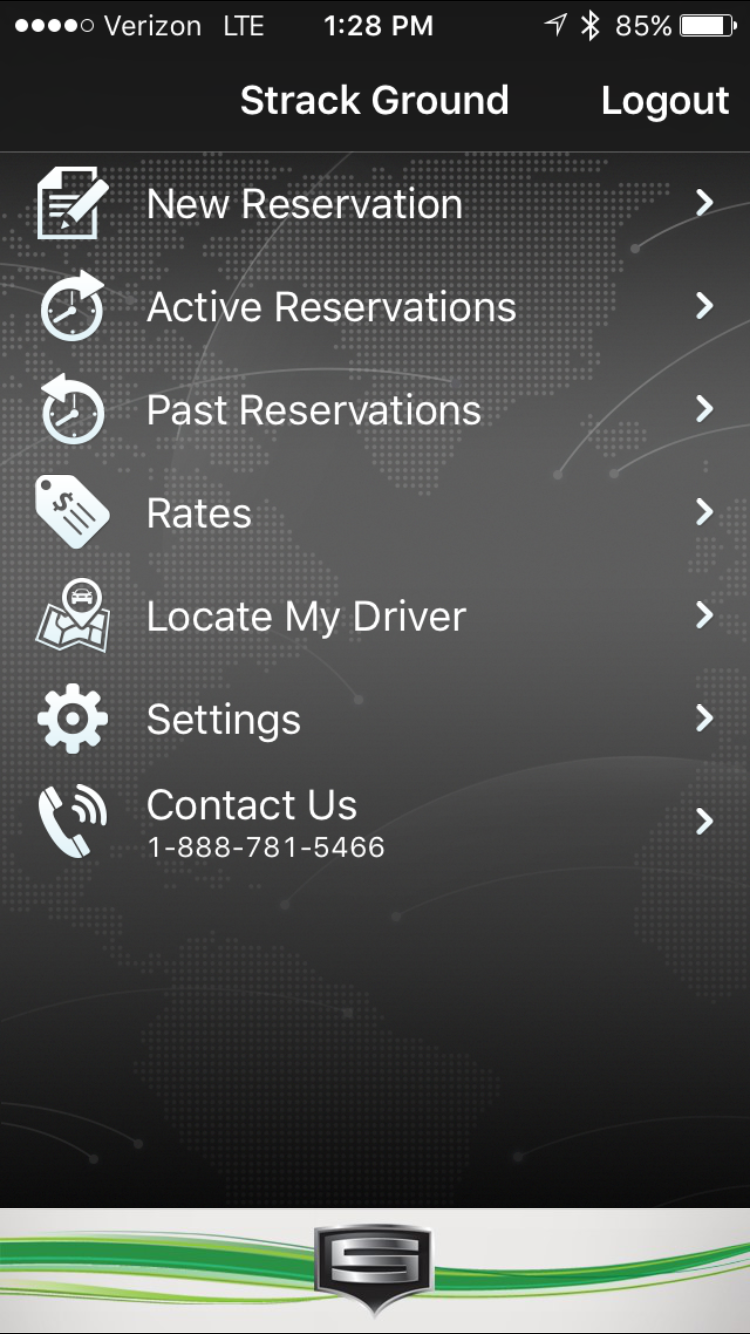 Verizon LTE 1:28 PM 85%
Strack Ground Logout
New Reservation
Active Reservations
Past Reservations
$ Rates
Locate My Driver
Settings
Contact Us
1-888-781-5466
S